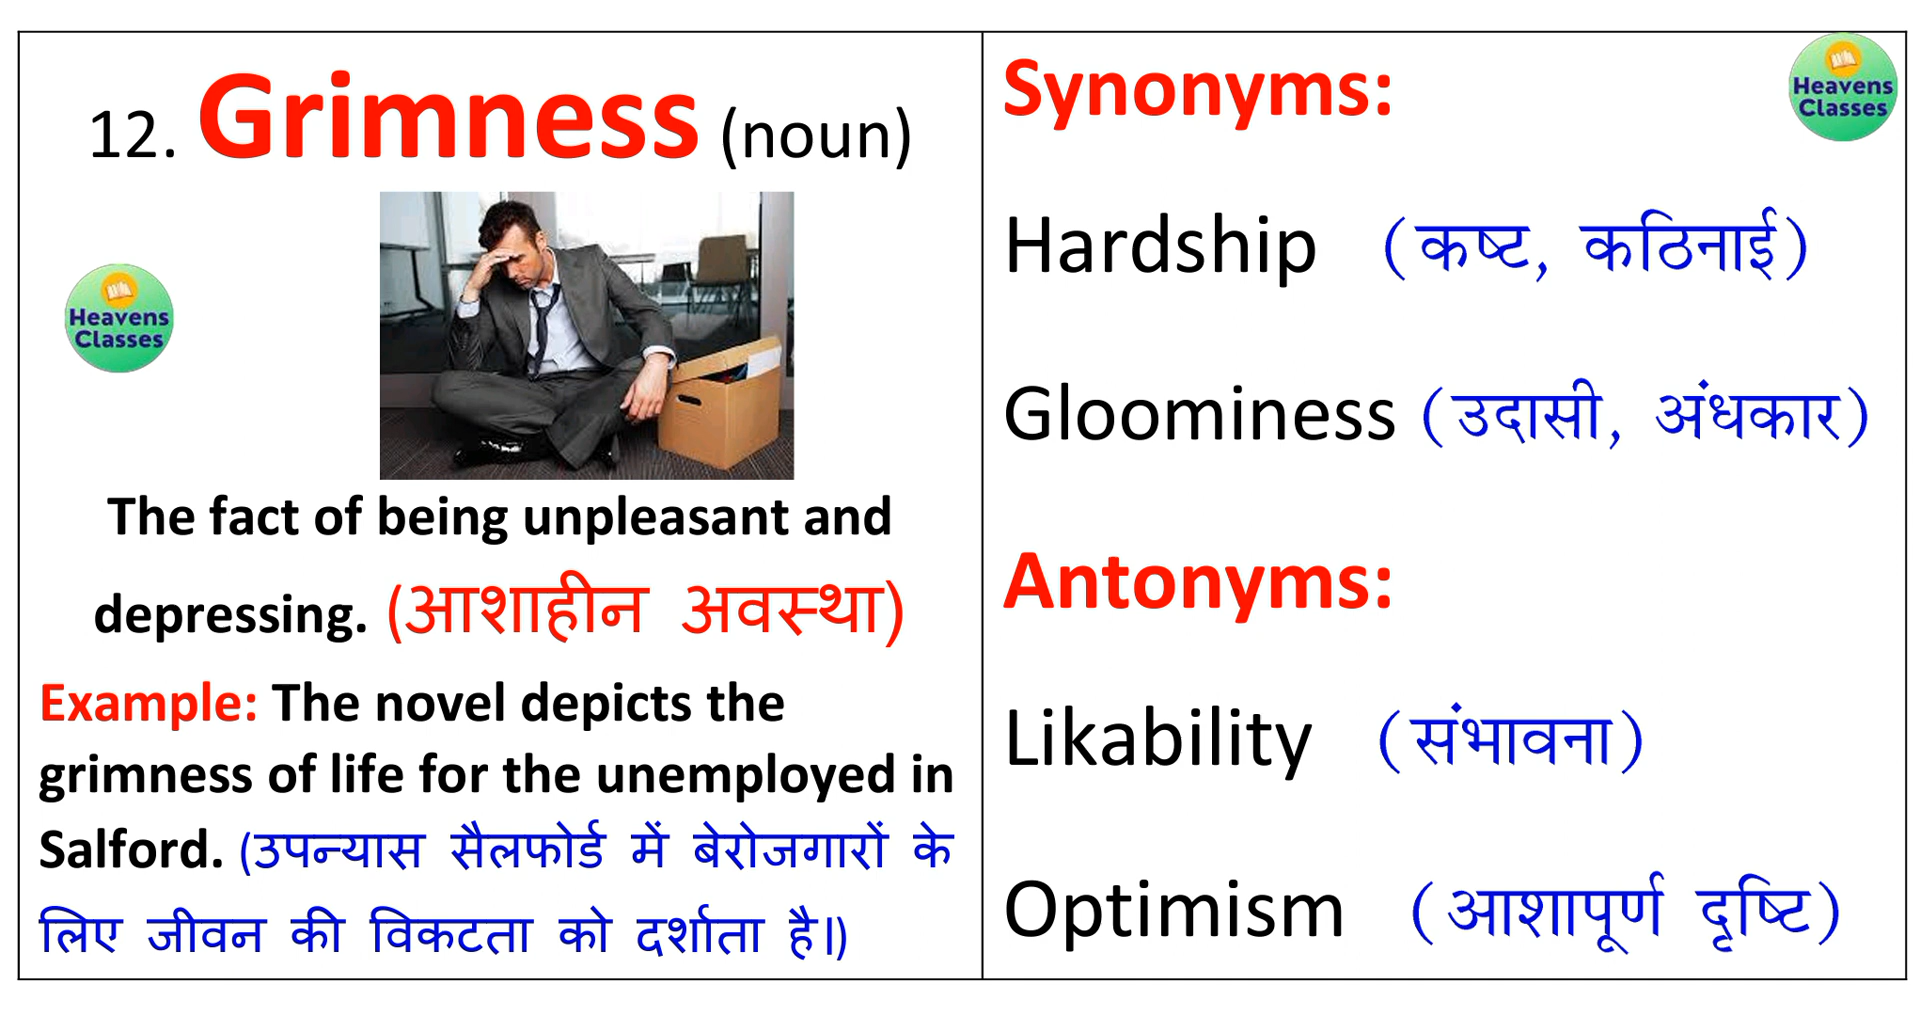 12. Grimness (noun)
Heavens
Classes
The fact of being unpleasant and
depressing. (आशाहीन अवस्था)
Example: The novel depicts the
grimness of life for the unemployed in
Salford. (उपन्यास सैलफोर्ड में बेरोजगारों के
लिए जीवन की विकटता को दर्शाता है।)
Synonyms:
Heavens
Classes
Hardship (कष्ट, कठिनाई)
Gloominess (उदासी, अंधकार)
Antonyms:
Likability (संभावना)
Optimism (आशापूर्ण दृष्टि)